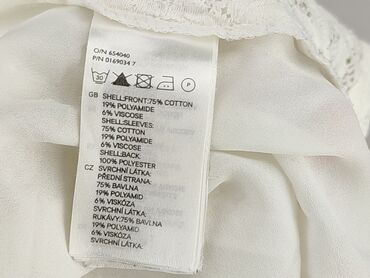 O/N 654040
P/N 0169034 7
30 P
GB SHELL:FRONT:75% COTTON
19% POLYAMIDE
6% VISCOSE
SHELL:SLEEVES:
75% COTTON
19% POLYAMIDE
6% VISCOSE
SHELL:BACK:
100% POLYESTER
CZ SVRCHNÍ LÁTKA:
PŘEDNÍ STRANA:
75% BAVLNA
19% POLYAMID
6% VISKÓZA
SVRCHNÍ LÁTKA:
RUKÁVY:75% BAVLNA
19% POLYAMID
6% VISKÓZA
SVRCHNÍ LÁTKA: